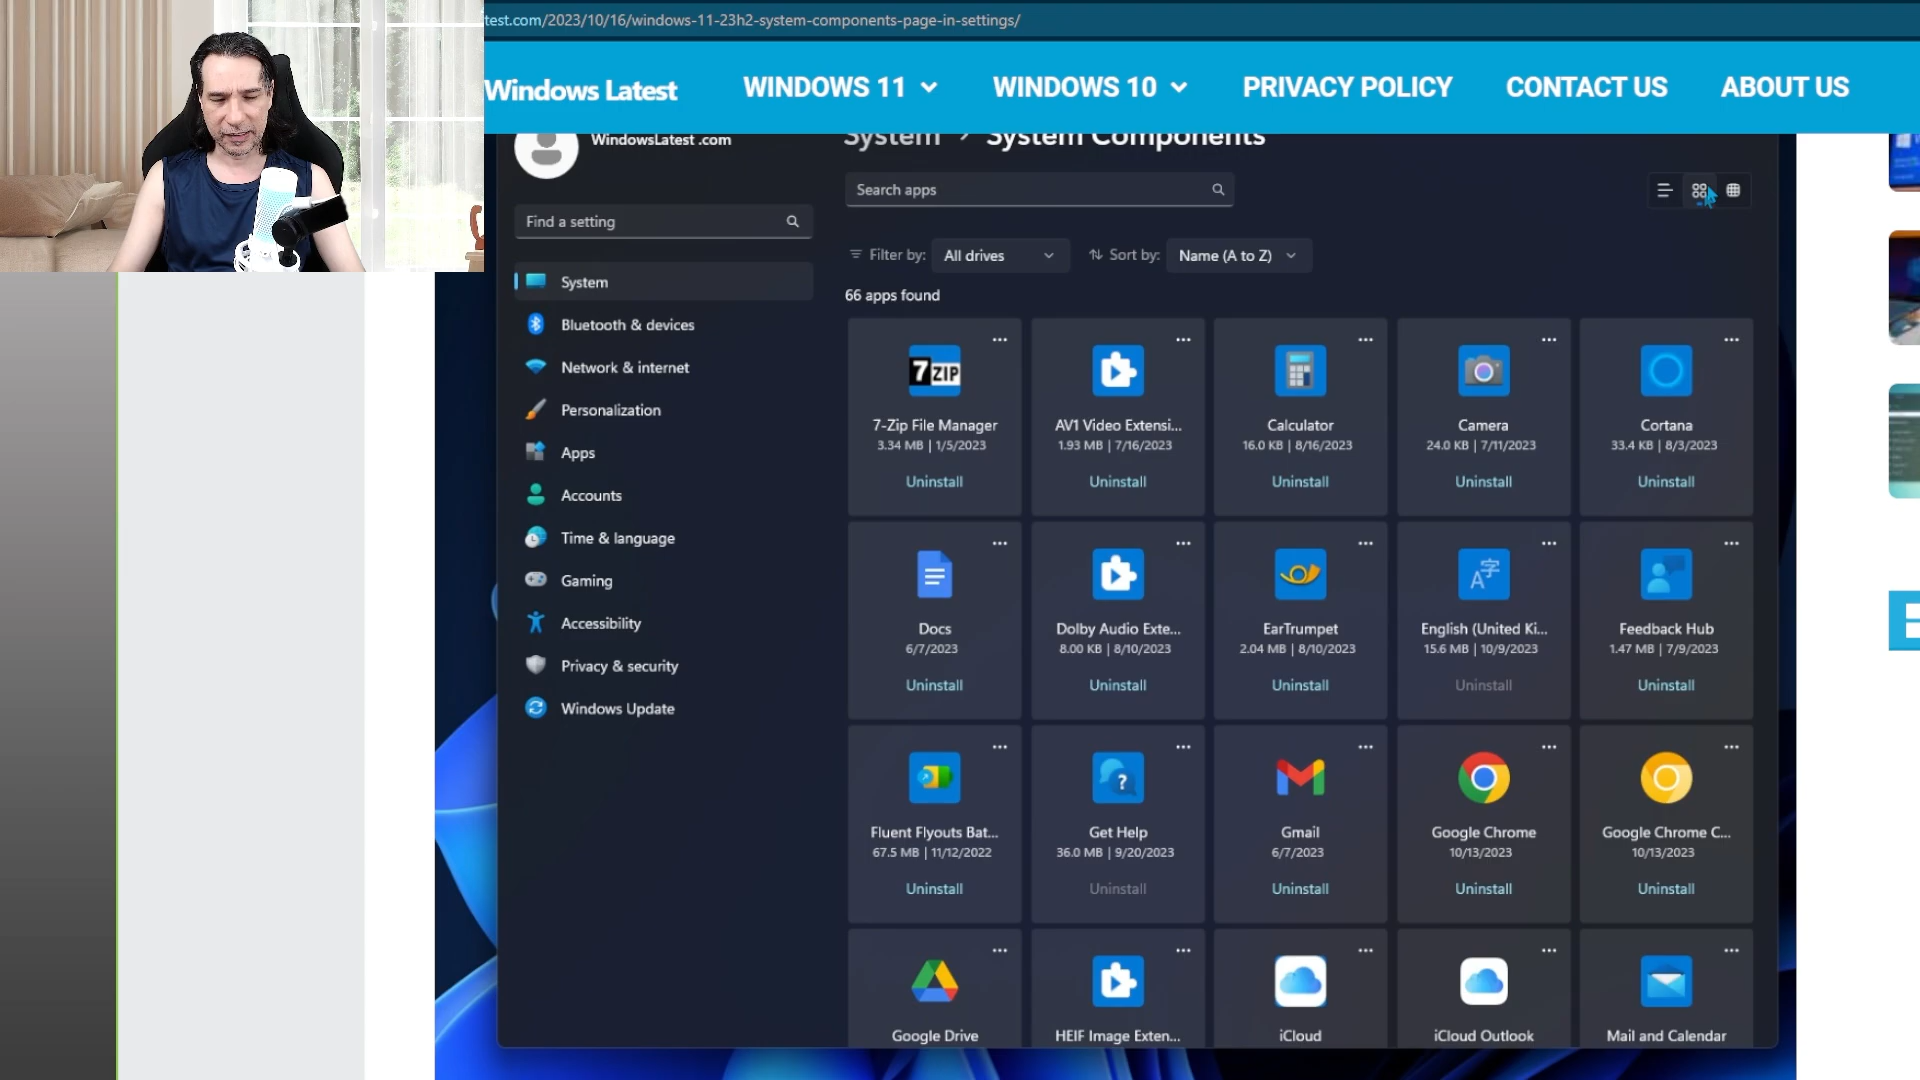 test.com/2023/10/16/windows-11-23h2-system-components-page-in-settings/
Windows Latest
WINDOWS 11
WINDOWS 10
PRIVACY POLICY
CONTACT US
ABOUT US
WindowsLatest .com
System > System Components
Find a setting
Search apps
Filter by: All drives
Sort by: Name (A to Z)
66 apps found
System
Bluetooth & devices
Network & internet
Personalization
Apps
Accounts
Time & language
Gaming
Accessibility
Privacy & security
Windows Update
7 ZIP
7-Zip File Manager
3.34 MB | 1/5/2023
Uninstall
AV1 Video Extensi...
1.93 MB | 7/16/2023
Uninstall
Calculator
16.0 KB | 8/16/2023
Uninstall
Camera
24.0 KB | 7/11/2023
Uninstall
Cortana
33.4 KB | 8/3/2023
Uninstall
Docs
6/7/2023
Uninstall
Dolby Audio Exte...
8.00 KB | 8/10/2023
Uninstall
EarTrumpet
2.04 MB | 8/10/2023
Uninstall
A字
English (United Ki...
15.6 MB | 10/9/2023
Uninstall
Feedback Hub
1.47 MB | 7/9/2023
Uninstall
Fluent Flyouts Bat...
67.5 MB | 11/12/2022
Uninstall
?
Get Help
36.0 MB | 9/20/2023
Uninstall
Gmail
6/7/2023
Uninstall
Google Chrome
10/13/2023
Uninstall
Google Chrome C...
10/13/2023
Uninstall
Google Drive
HEIF Image Exten...
iCloud
iCloud Outlook
Mail and Calendar